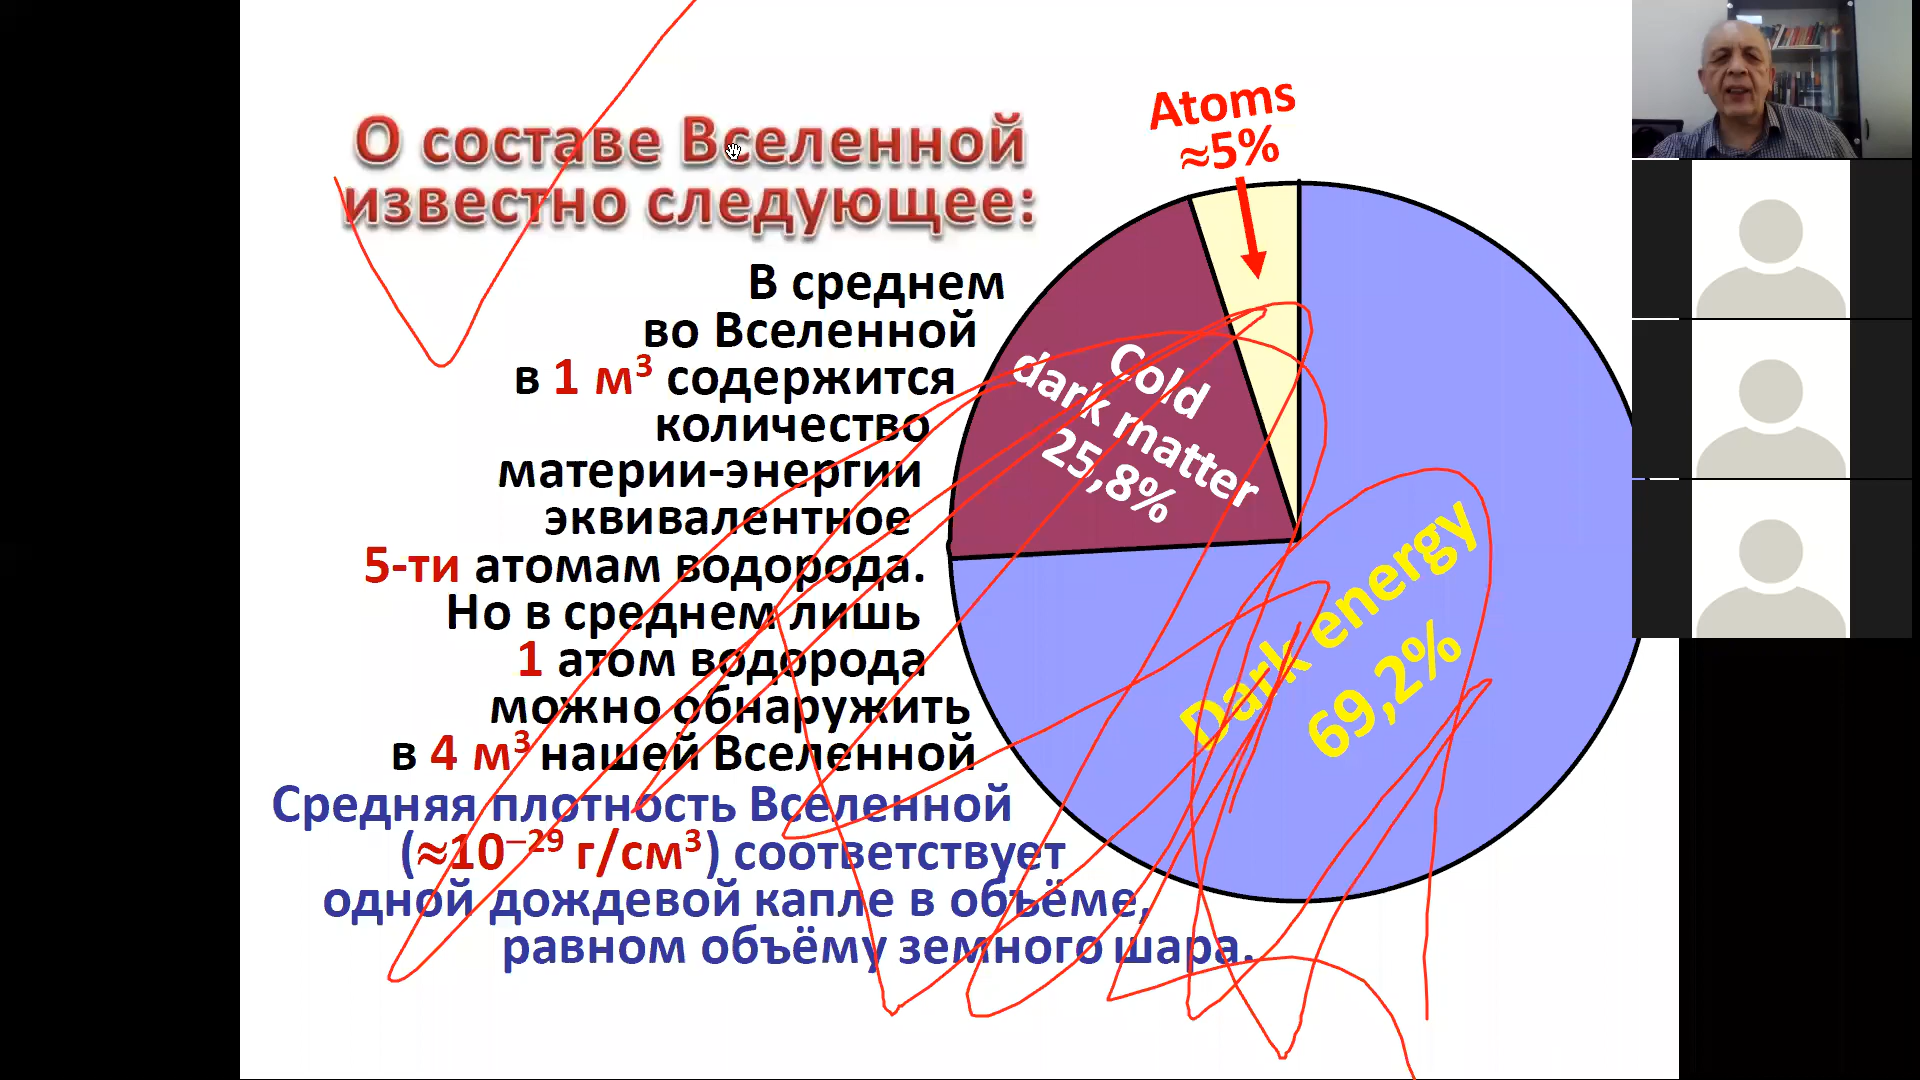 О составе Вселенной
известно следующее:
В среднем
во Вселенной
в 1 м³ содержится
количество
материи-энергии
эквивалентное
5-ти атомам водорода.
Но в среднем лишь
1 атом водорода
можно обнаружить
в 4 м³ нашей Вселенной
Средняя плотность Вселенной
(≈10⁻²⁹ г/см³) соответствует
одной дождевой капле в объёме,
равном объёму земного шара.
Atoms
≈5%
Cold
dark matter
25,8%
Dark energy
69,2%